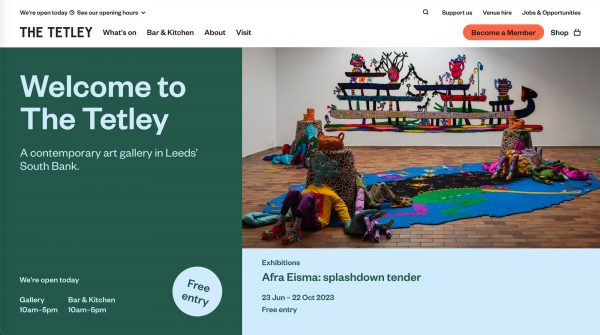 We're open today See our opening hours
Support us Venue hire Jobs & Opportunities
THE TETLEY What's on Bar & Kitchen About Visit Become a Member Shop
Welcome to
The Tetley
A contemporary art gallery in Leeds'
South Bank.
We're open today
Gallery Bar & Kitchen
10am–5pm 10am–5pm
Free
entry
Exhibitions
Afra Eisma: splashdown tender
23 Jun – 22 Oct 2023
Free entry